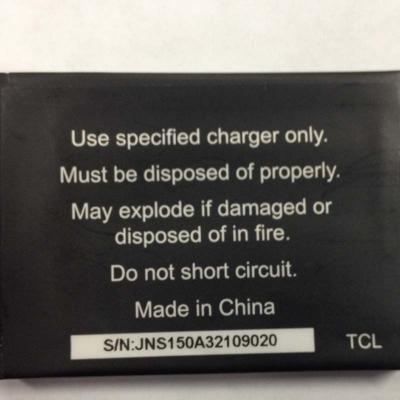 Use specified charger only.
Must be disposed of properly.
May explode if damaged or
disposed of in fire.
Do not short circuit.
Made in China
S/N:JNS150A32109020
TCL